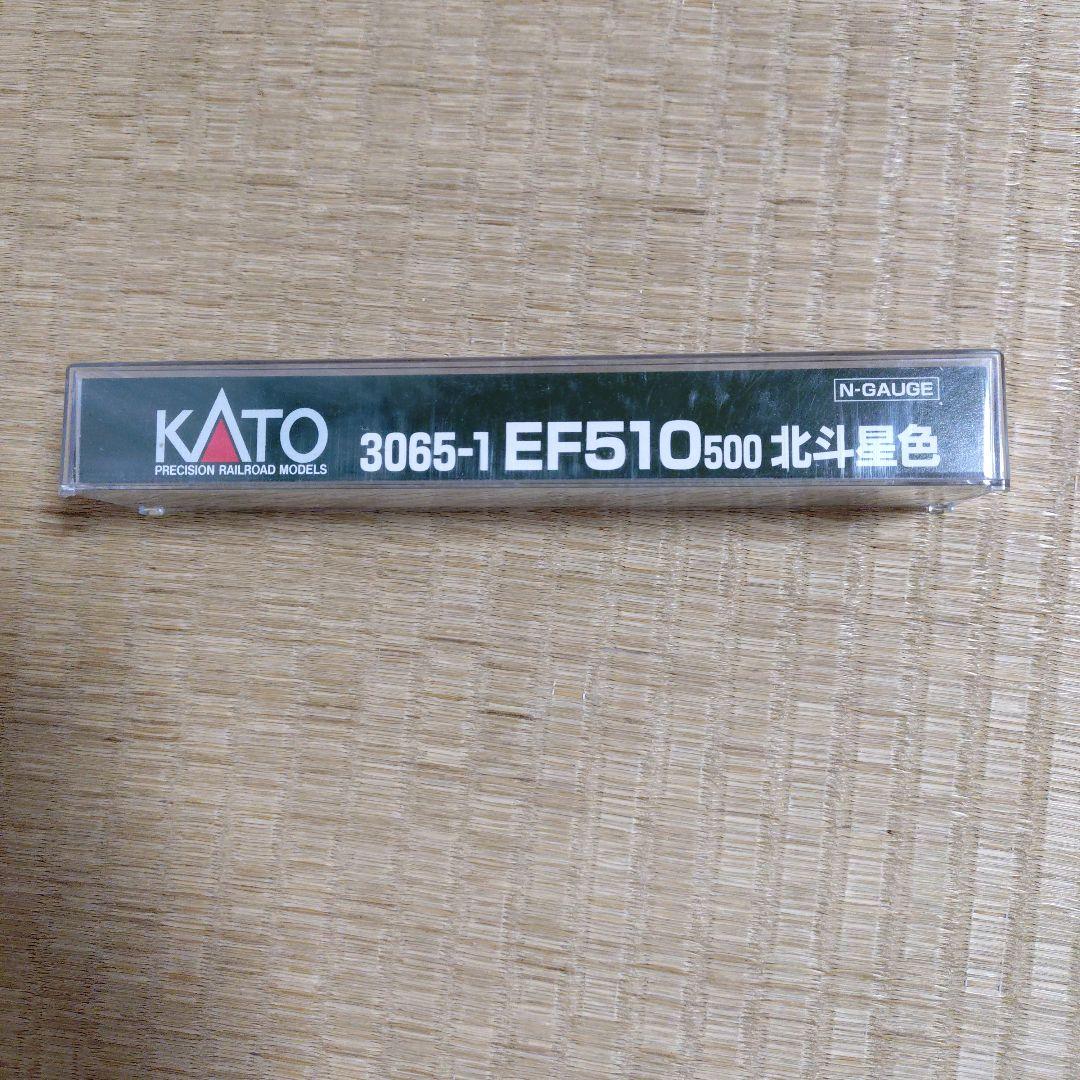 N-GAUGE
KATO
PRECISION RAILROAD MODELS
3065-1 EF510 500 北斗星色